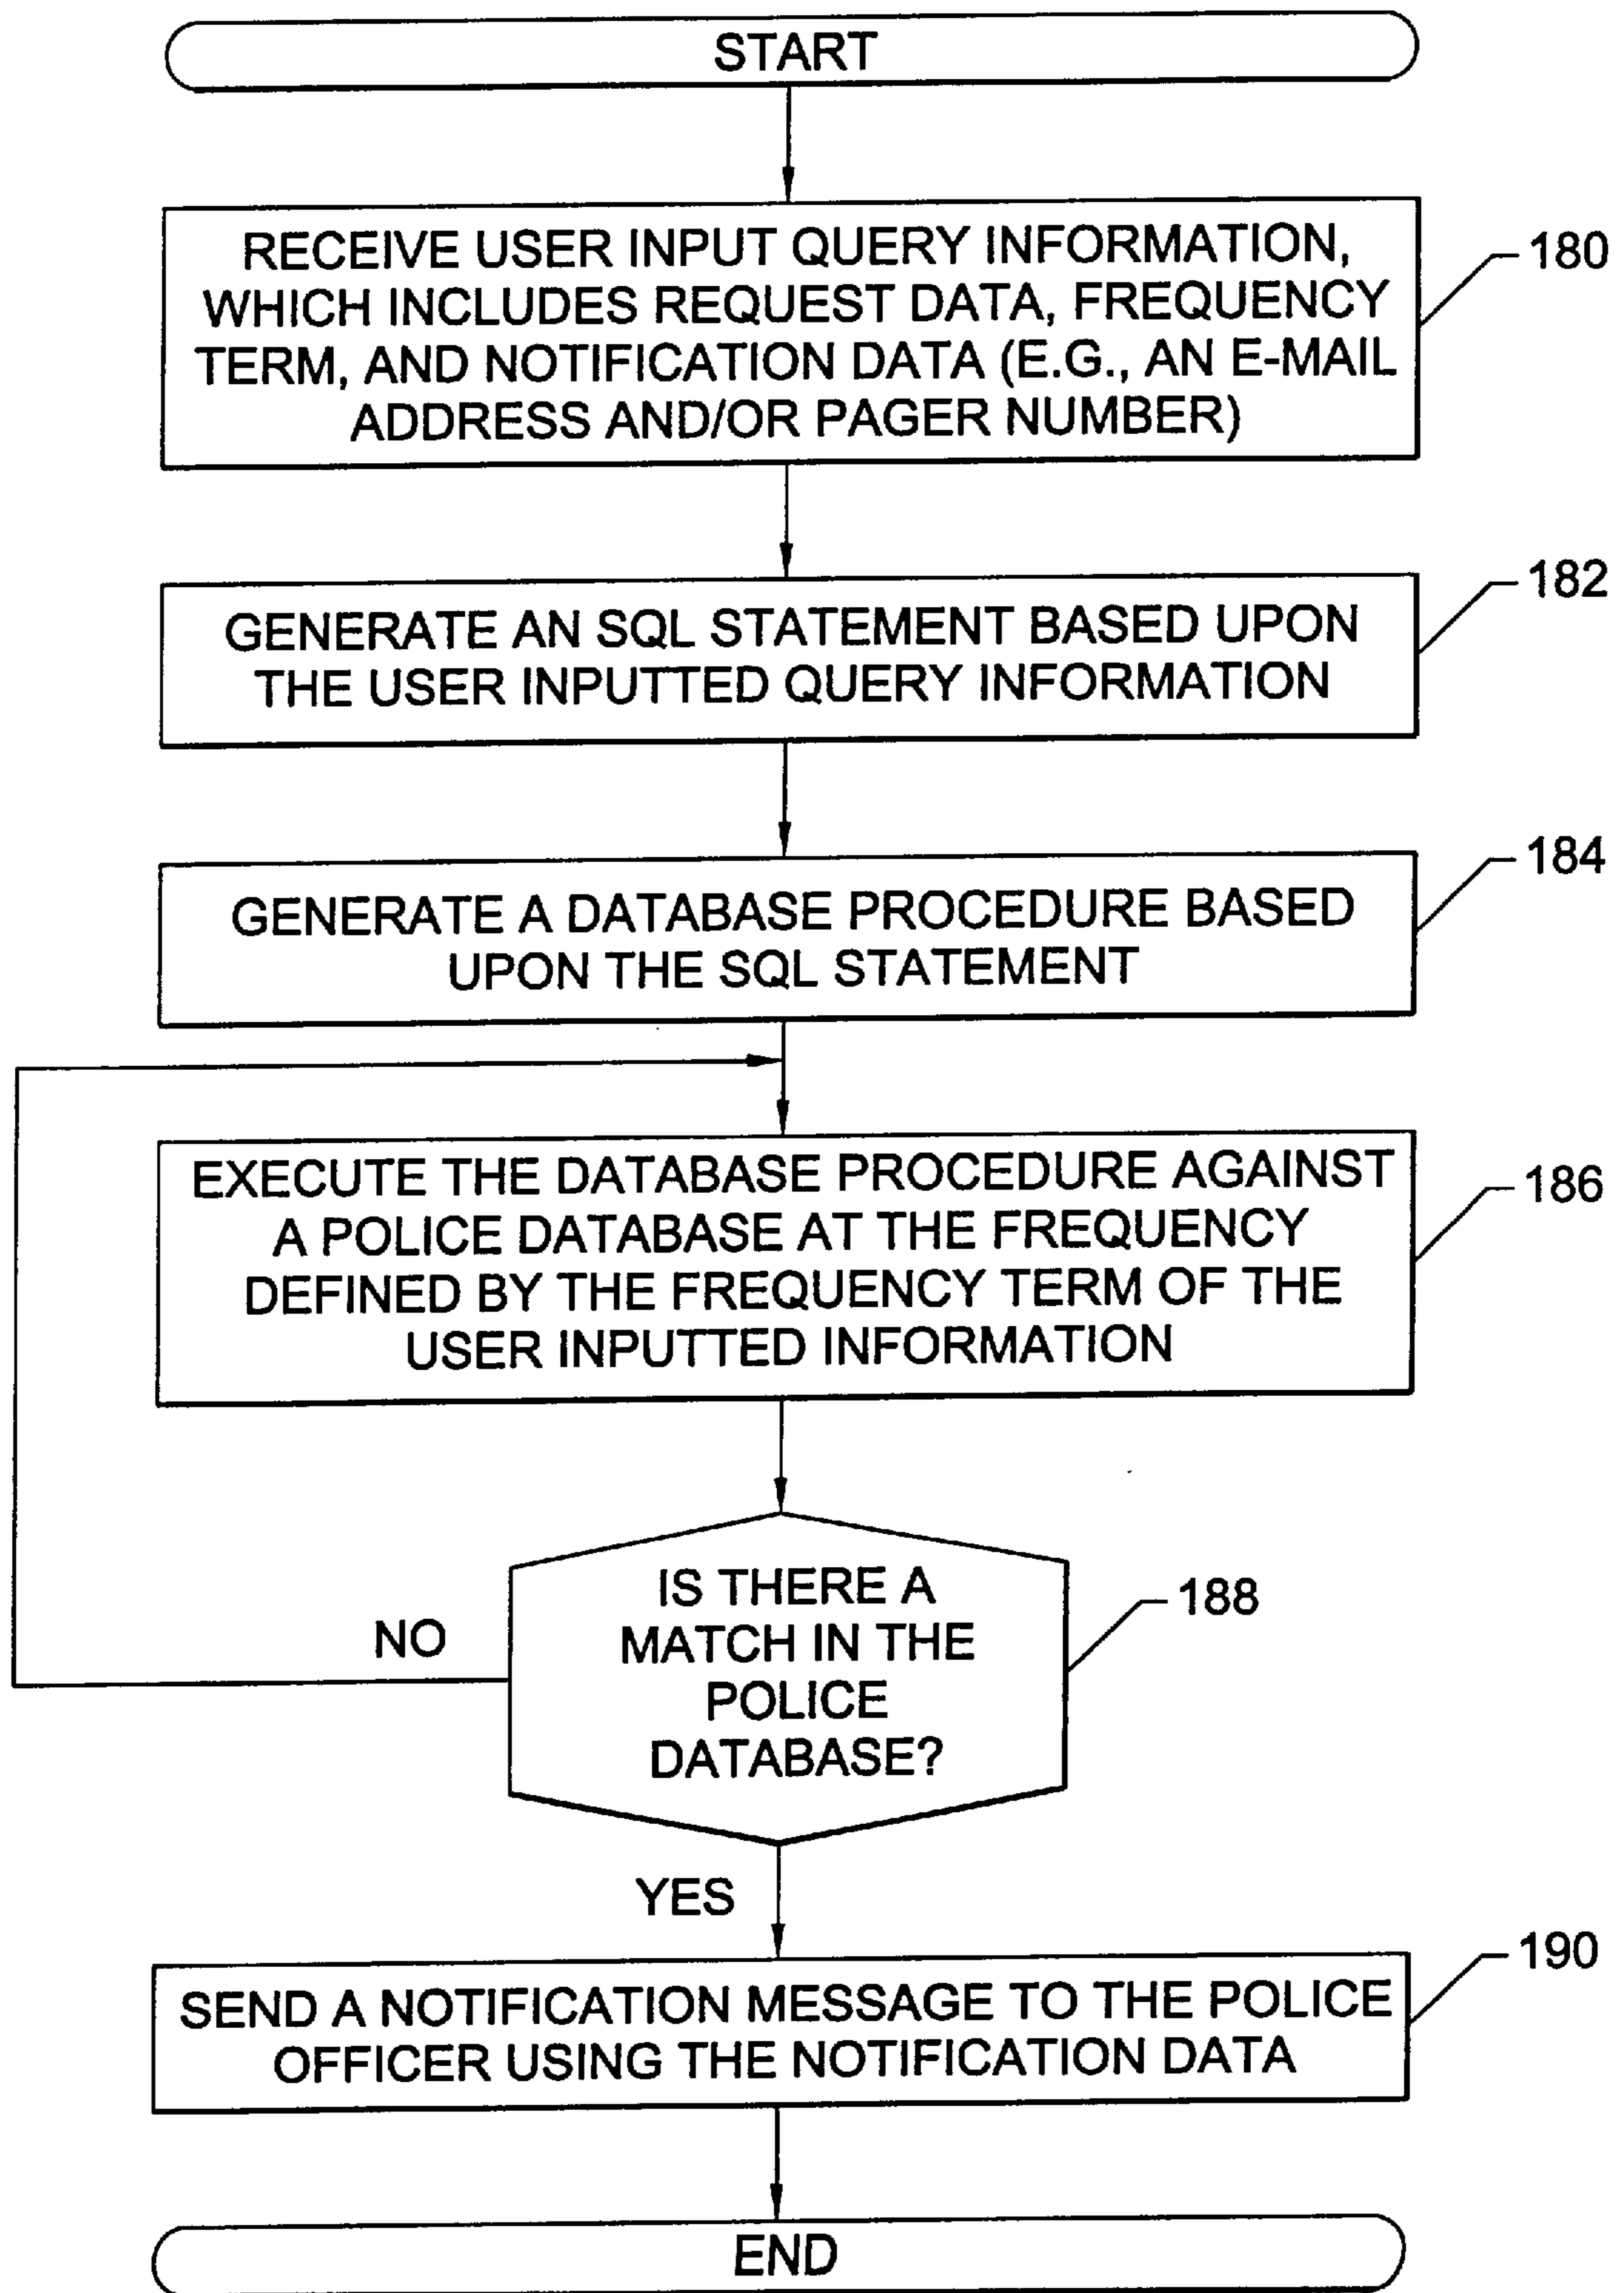 START
RECEIVE USER INPUT QUERY INFORMATION,
WHICH INCLUDES REQUEST DATA, FREQUENCY
TERM, AND NOTIFICATION DATA (E.G., AN E-MAIL
ADDRESS AND/OR PAGER NUMBER)
180
GENERATE AN SQL STATEMENT BASED UPON
THE USER INPUTTED QUERY INFORMATION
182
GENERATE A DATABASE PROCEDURE BASED
UPON THE SQL STATEMENT
184
EXECUTE THE DATABASE PROCEDURE AGAINST
A POLICE DATABASE AT THE FREQUENCY
DEFINED BY THE FREQUENCY TERM OF THE
USER INPUTTED INFORMATION
186
IS THERE A
MATCH IN THE
POLICE
DATABASE?
188
NO
YES
SEND A NOTIFICATION MESSAGE TO THE POLICE
OFFICER USING THE NOTIFICATION DATA
190
END